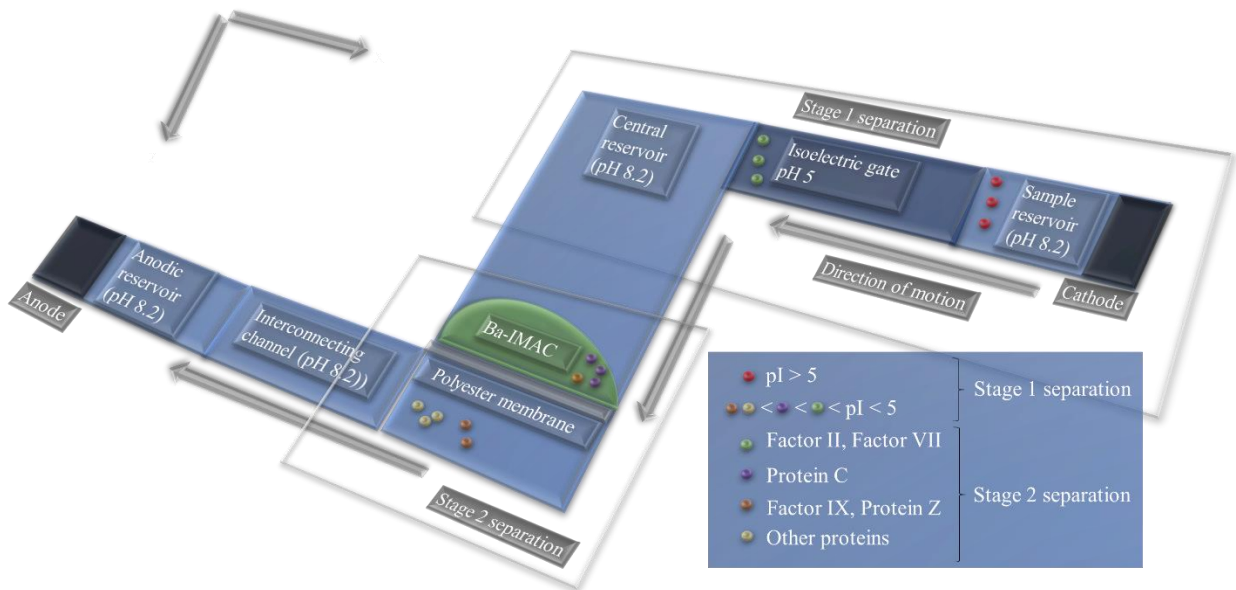 Stage 1 separation
Central
reservoir
(pH 8.2)
Isoelectric gate
pH 5
Sample
reservoir
(pH 8.2)
Direction of motion
Cathode
Anode
Anodic
reservoir
(pH 8.2)
Interconnecting
channel (pH 8.2))
Ba-IMAC
Polyester membrane
Stage 2 separation
pI > 5
< < < pI < 5
Stage 1 separation
Factor II, Factor VII
Protein C
Factor IX, Protein Z
Other proteins
Stage 2 separation